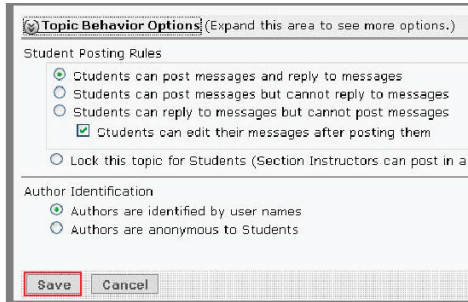 Topic Behavior Options (Expand this area to see more options.)
Student Posting Rules
Students can post messages and reply to messages
Students can post messages but cannot reply to messages
Students can reply to messages but cannot post messages
Students can edit their messages after posting them
Lock this topic for Students (Section Instructors can post in a
Author Identification
Authors are identified by user names
Authors are anonymous to Students
Save Cancel